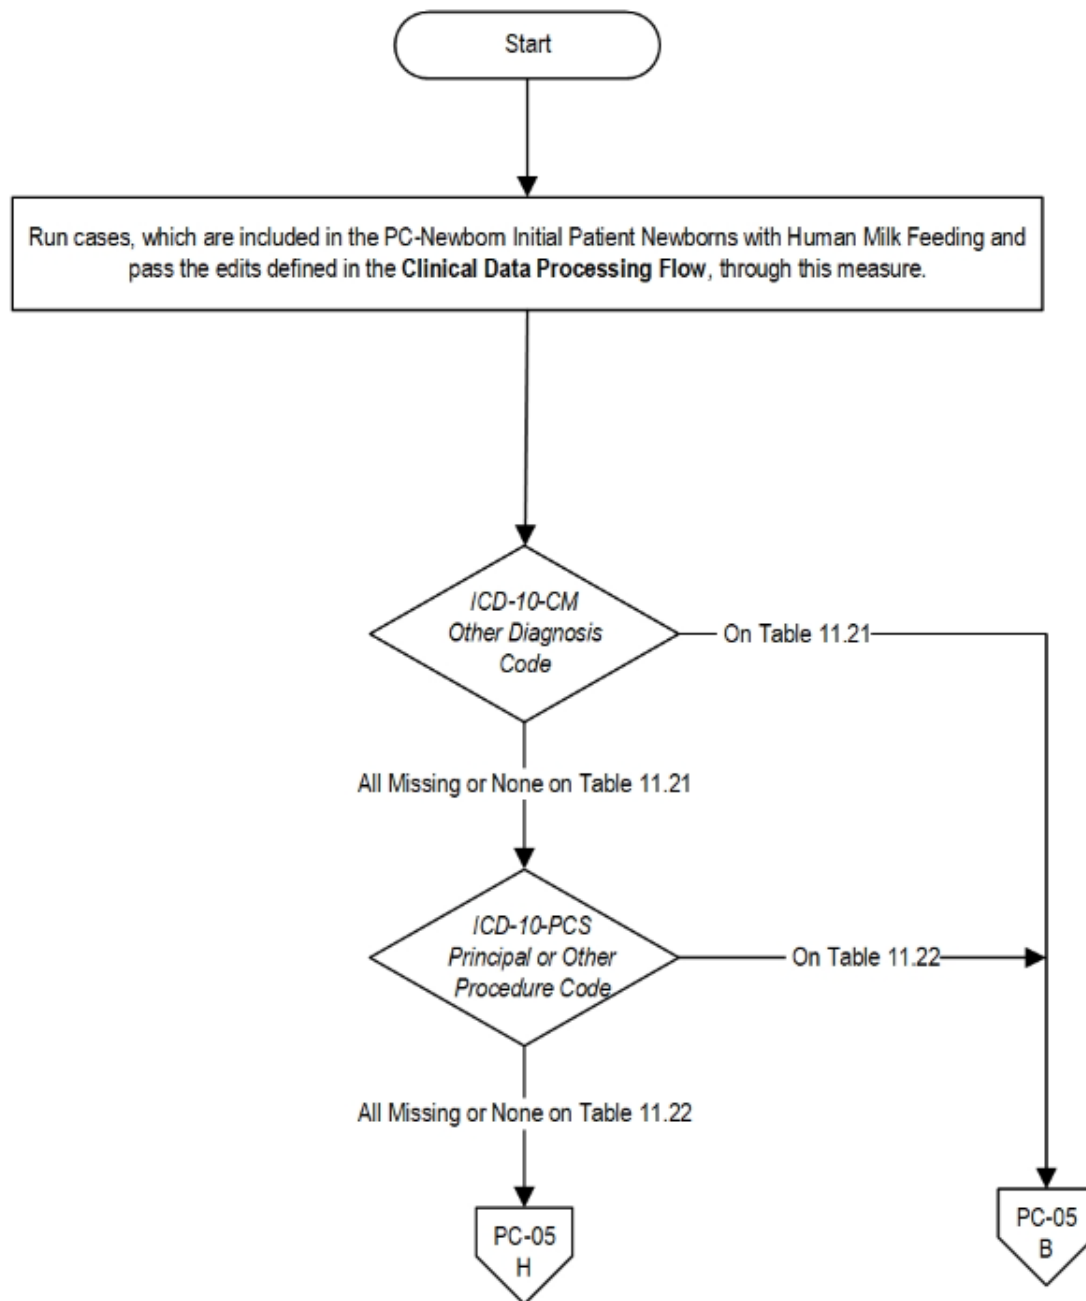 Start
Run cases, which are included in the PC-Newborn Initial Patient Newborns with Human Milk Feeding and
pass the edits defined in the Clinical Data Processing Flow, through this measure.
ICD-10-CM
Other Diagnosis
Code
On Table 11.21
All Missing or None on Table 11.21
ICD-10-PCS
Principal or Other
Procedure Code
On Table 11.22
All Missing or None on Table 11.22
PC-05
H
PC-05
B